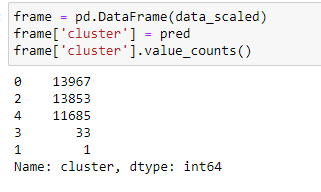 frame = pd.DataFrame(data_scaled)
frame['cluster'] = pred
frame['cluster'].value_counts()
0    13967
2    13853
4    11685
3       33
1        1
Name: cluster, dtype: int64